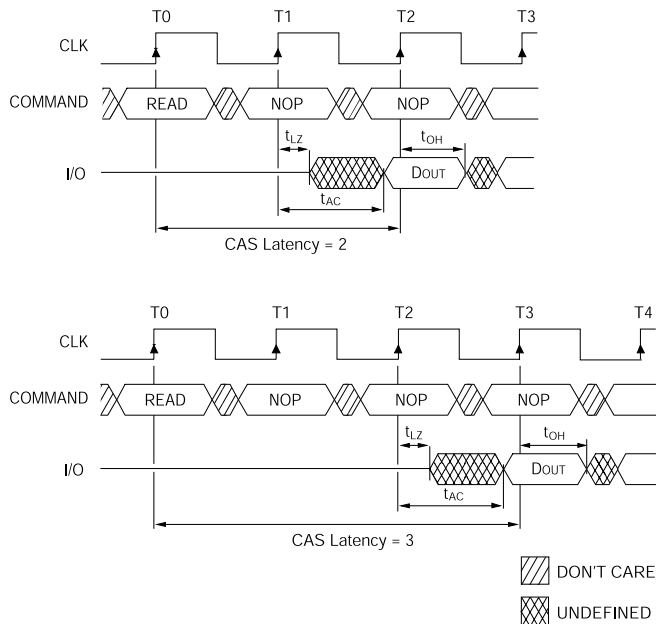 T0 T1 T2 T3
CLK
COMMAND READ NOP NOP
tLZ tOH
I/O DOUT
tAC
CAS Latency = 2
T0 T1 T2 T3 T4
CLK
COMMAND READ NOP NOP NOP
tLZ tOH
I/O DOUT
tAC
CAS Latency = 3
DON'T CARE
UNDEFINED